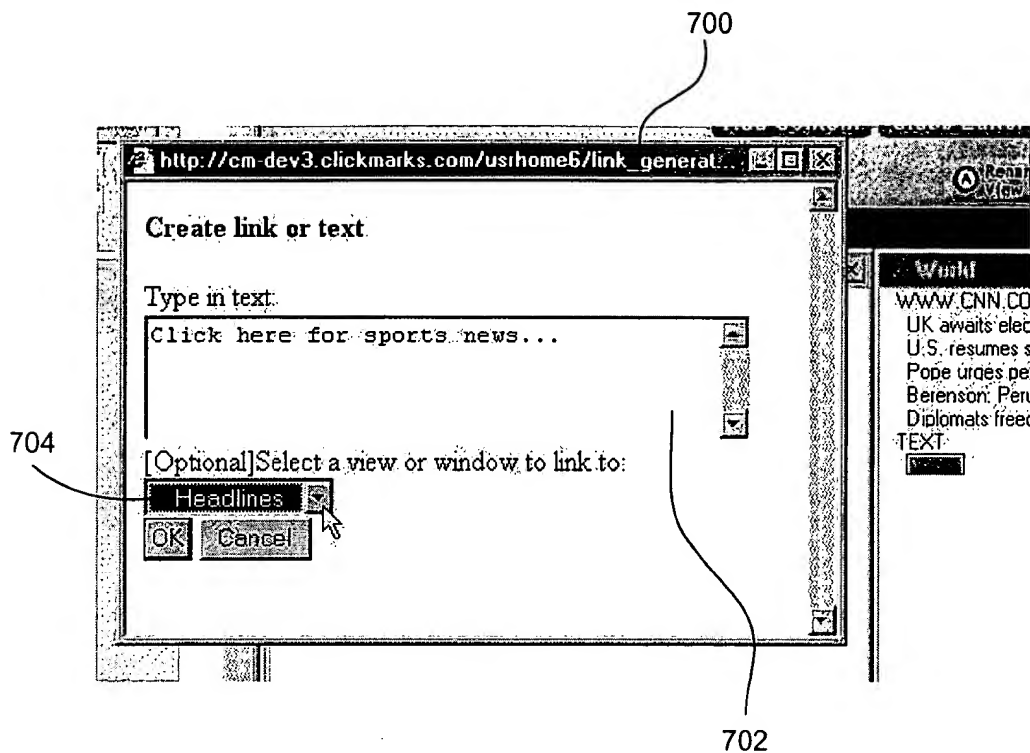 700
http://cm-dev3.clickmarks.com/usrhome6/link_generat...
View
Create link or text
World
Type in text:
WWW.CNN.CO
Click here for sports news...
UK awaits elec
U.S. resumes s
Pope urges pe
Berenson: Peru
Diplomats freed
704
TEXT
[Optional]Select a view or window to link to:
Headlines
OK Cancel
702